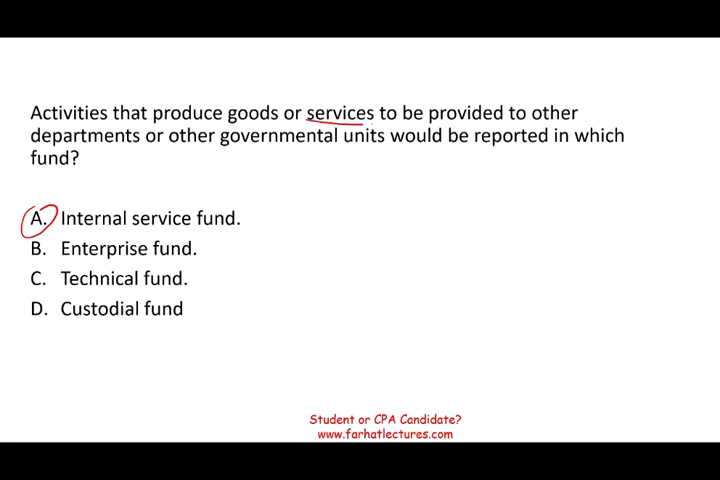 Activities that produce goods or services to be provided to other
departments or other governmental units would be reported in which
fund?
A. Internal service fund.
B. Enterprise fund.
C. Technical fund.
D. Custodial fund
Student or CPA Candidate?
www.farhatlectures.com